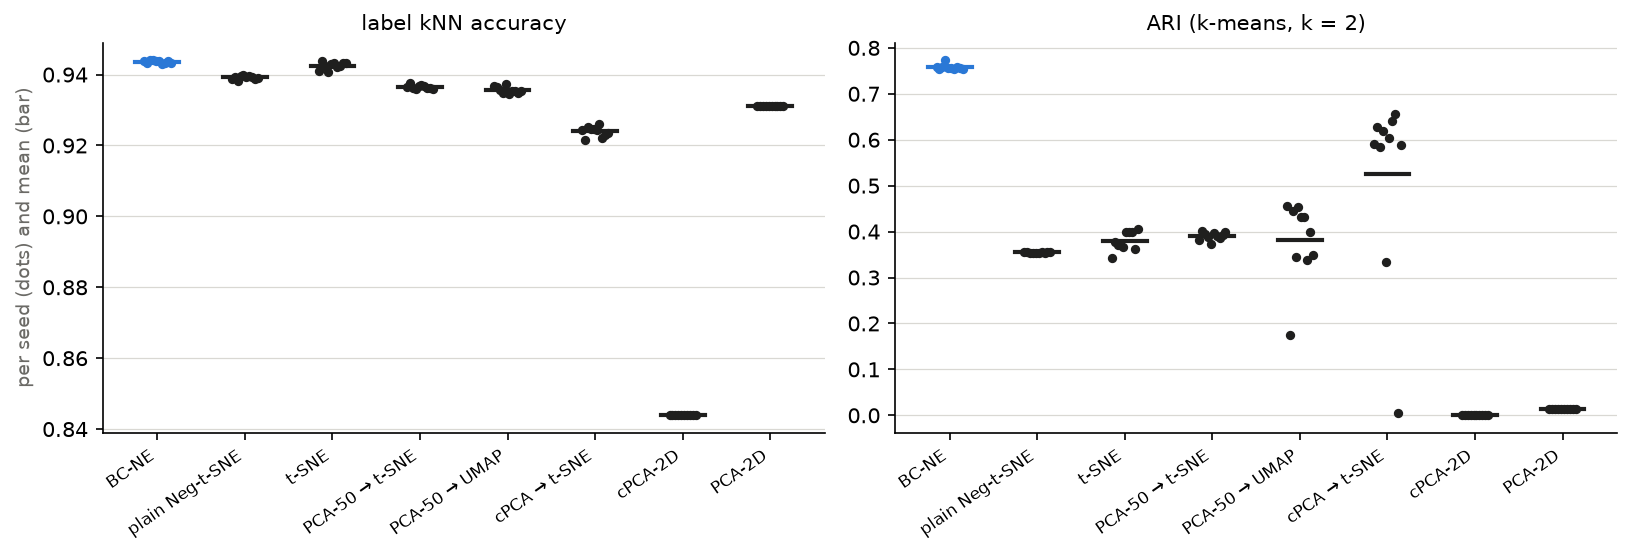 label kNN accuracy
per seed (dots) and mean (bar)
0.94
0.92
0.90
0.88
0.86
0.84
BC-NE
plain Neg-t-SNE
t-SNE
PCA-50 → t-SNE
PCA-50 → UMAP
cPCA → t-SNE
cPCA-2D
PCA-2D
ARI (k-means, k = 2)
0.8
0.7
0.6
0.5
0.4
0.3
0.2
0.1
0.0
BC-NE
plain Neg-t-SNE
t-SNE
PCA-50 → t-SNE
PCA-50 → UMAP
cPCA → t-SNE
cPCA-2D
PCA-2D